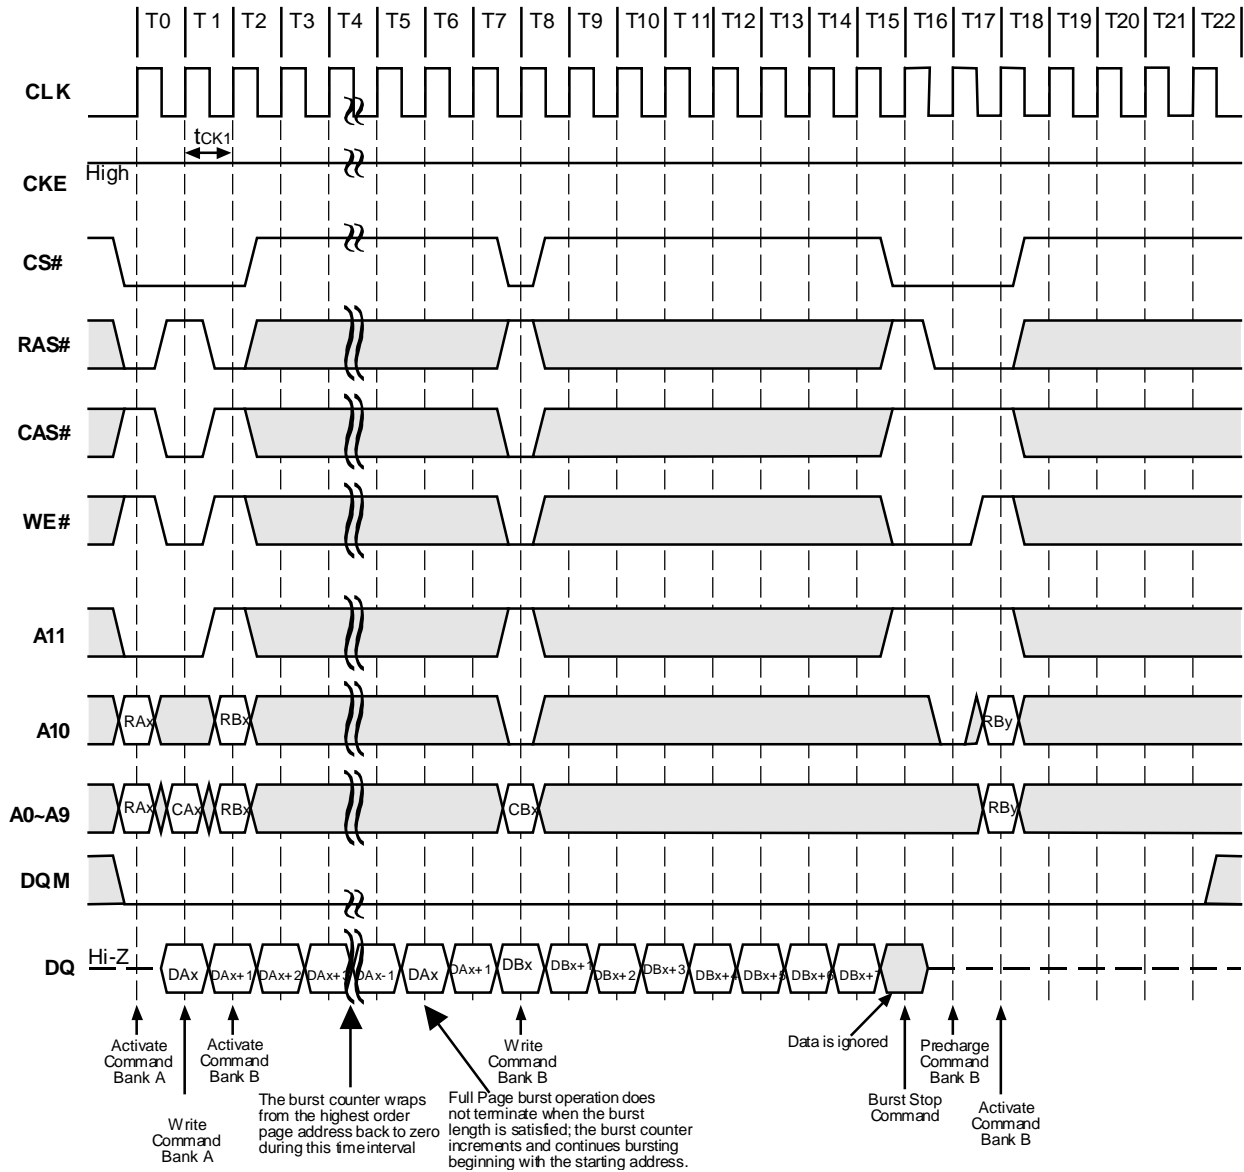 T0 T1 T2 T3 T4 T5 T6 T7 T8 T9 T10 T11 T12 T13 T14 T15 T16 T17 T18 T19 T20 T21 T22
CLK
tCK1
High
CKE
CS#
RAS#
CAS#
WE#
A11
A10
RAx RBx RBy
A0~A9
RAx CAx RBx CBx RBy
DQM
Hi-Z
DQ
DAx DAx+1 DAx+2 DAx+3 DAx-1 DAx DAx+1 DBx DBx+1 DBx+2 DBx+3 DBx+4 DBx+5 DBx+6 DBx+7
Data is ignored
Activate
Command
Bank A
Activate
Command
Bank B
Write
Command
Bank B
Precharge
Command
Bank B
Write
Command
Bank A
The burst counter wraps
from the highest order
page address back to zero
during this time interval
Full Page burst operation does
not terminate when the burst
length is satisfied; the burst counter
increments and continues bursting
beginning with the starting address.
Burst Stop
Command
Activate
Command
Bank B